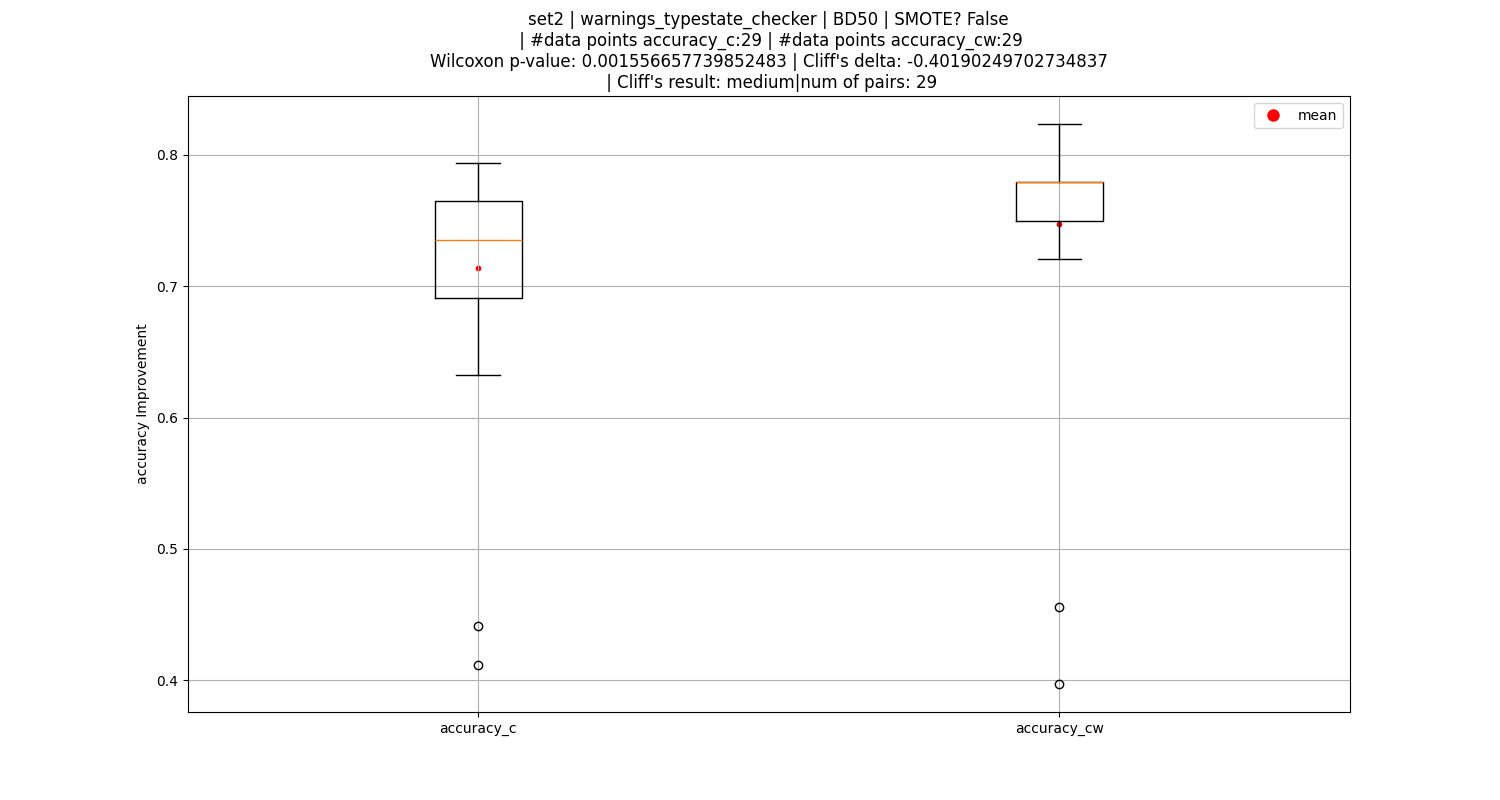 set2 | warnings_typestate_checker | BD50 | SMOTE? False
| #data points accuracy_c:29 | #data points accuracy_cw:29
Wilcoxon p-value: 0.0015566577398524​83 | Cliff's delta: -0.40190249702734837
| Cliff's result: medium|num of pairs: 29
mean
0.8
0.7
0.6
0.5
0.4
accuracy Improvement
accuracy_c
accuracy_cw